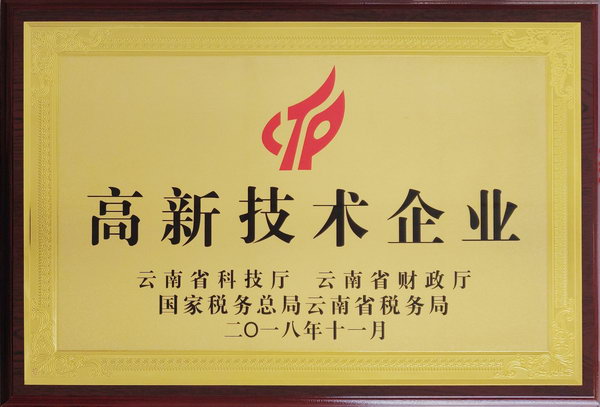 CTP
高新技术企业
云南省科技厅 云南省财政厅
国家税务总局云南省税务局
二〇一八年十一月